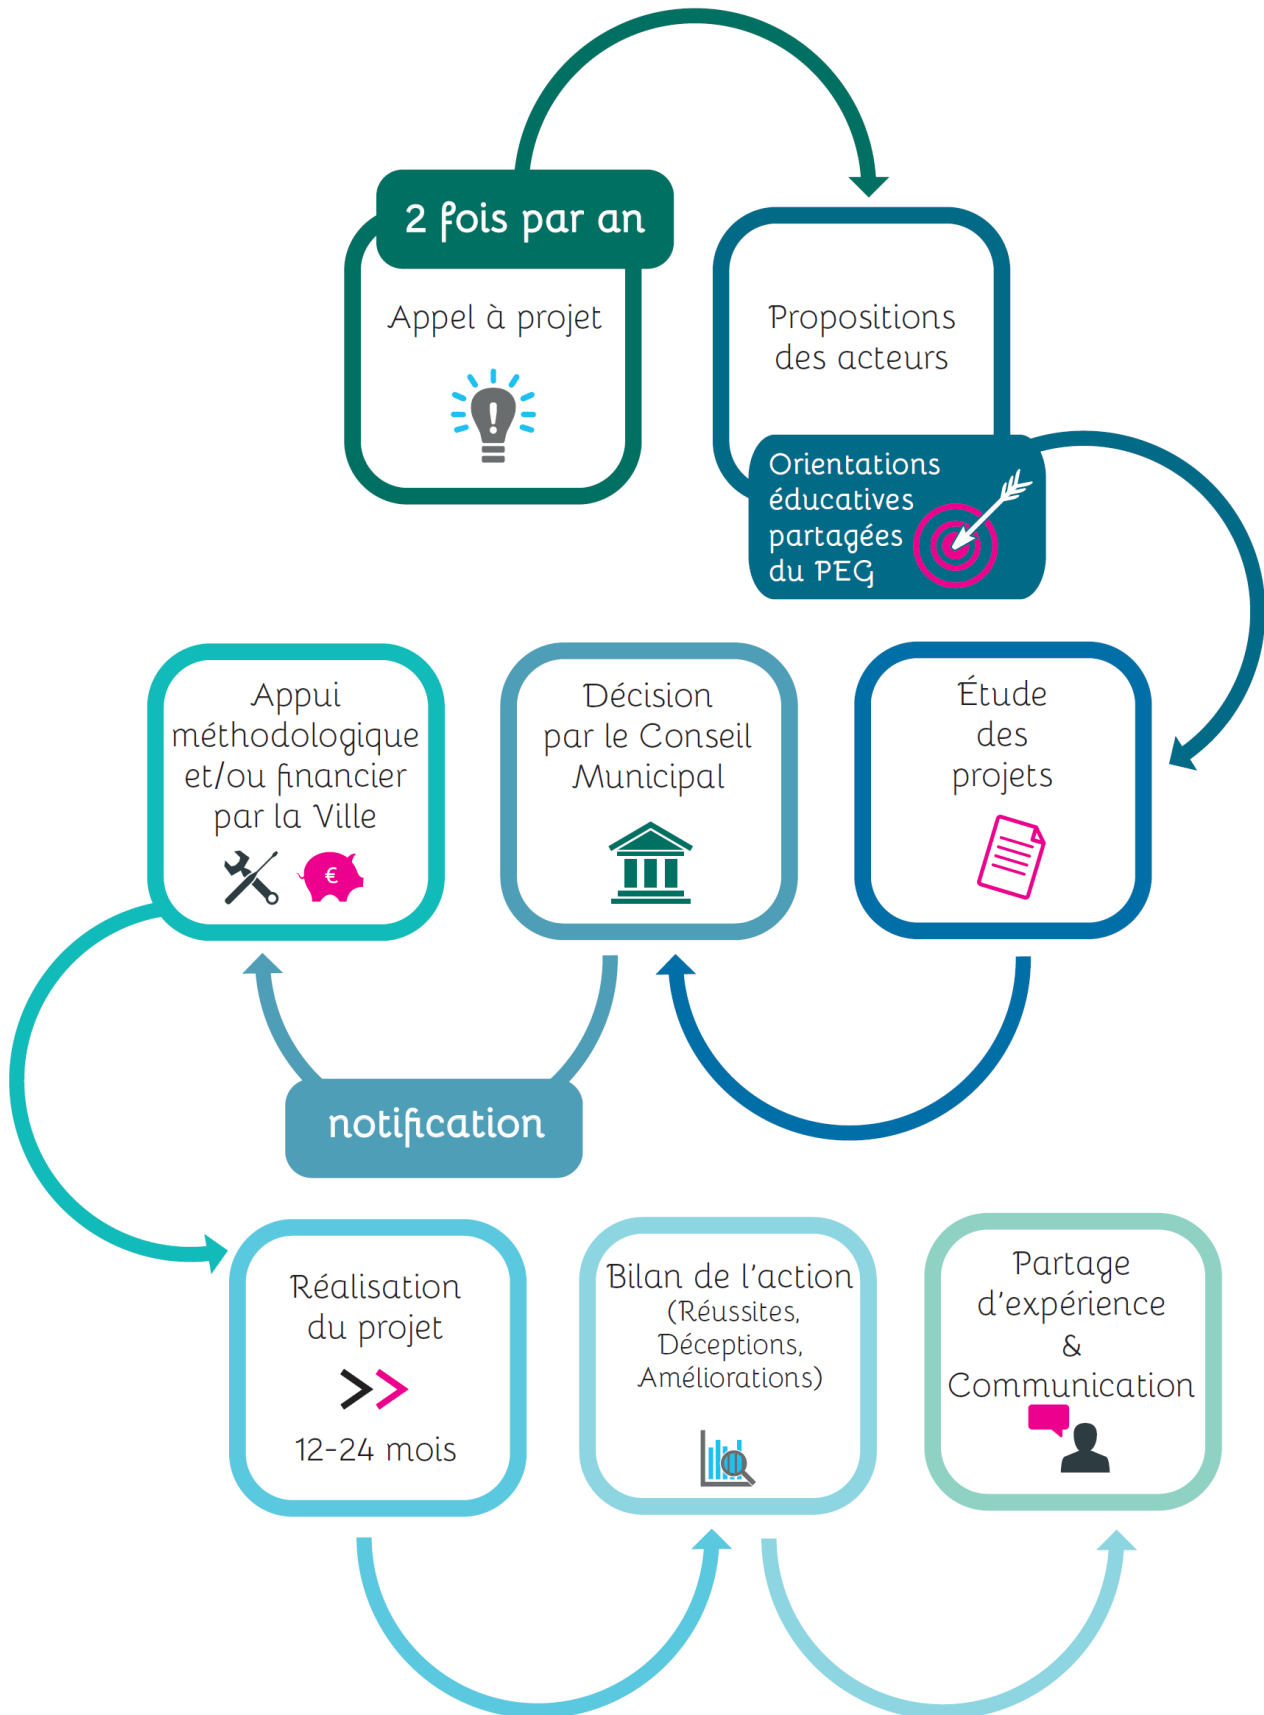 2 fois par an
Appel à projet
Propositions
des acteurs
Orientations
éducatives
partagées
du PEG
Étude
des
projets
Décision
par le Conseil
Municipal
notification
Appui
méthodologique
et/ou financier
par la Ville
€
Réalisation
du projet
12-24 mois
Bilan de l'action
(Réussites,
Déceptions,
Améliorations)
Partage
d'expérience
&
Communication